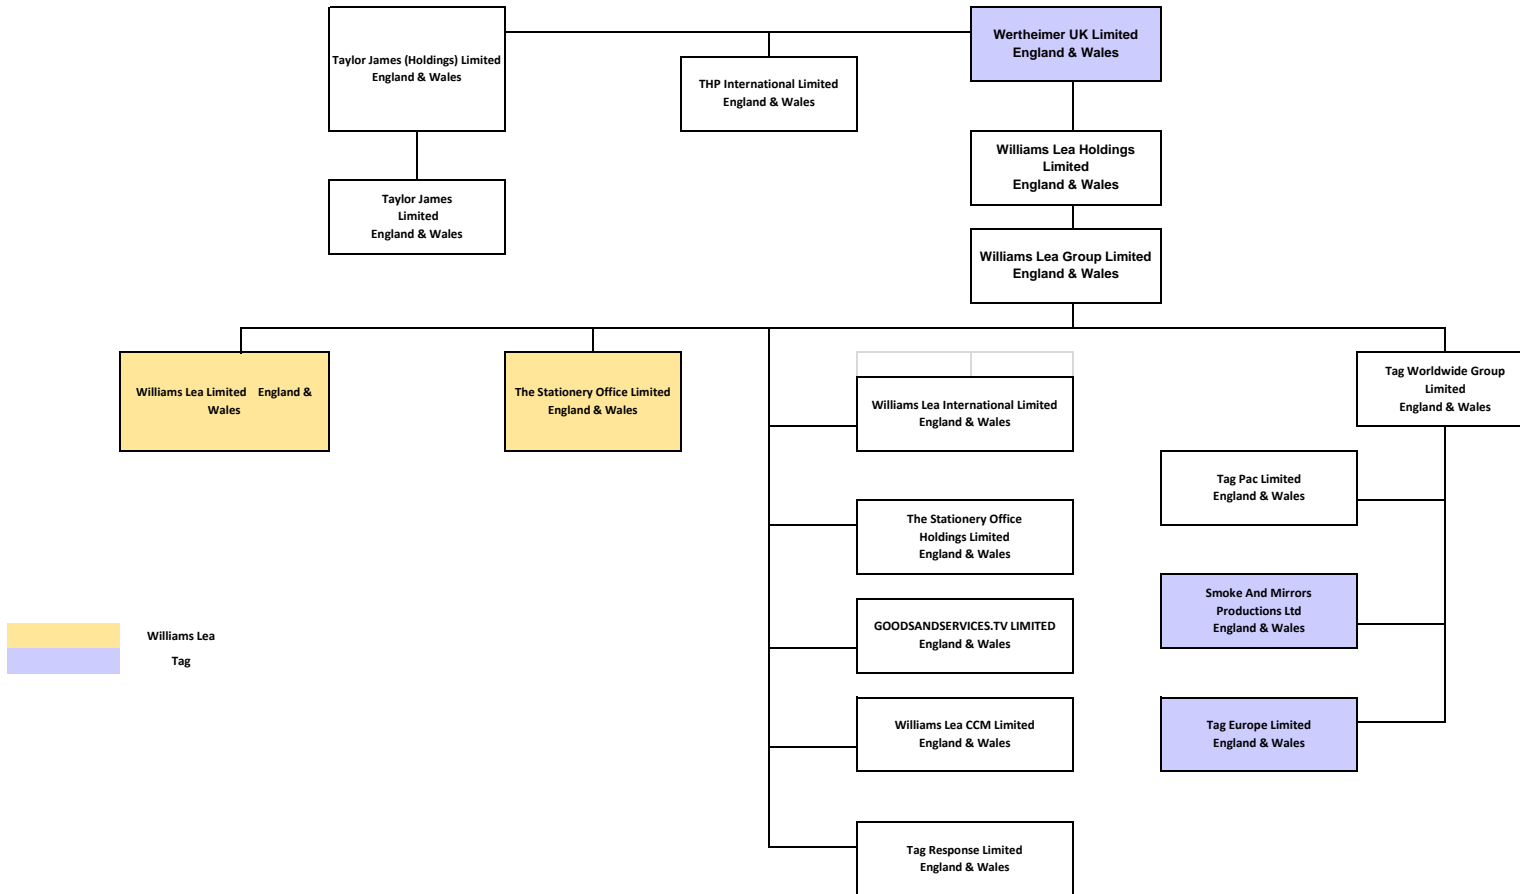 Taylor James (Holdings) Limited
England & Wales
THP International Limited
England & Wales
Wertheimer UK Limited
England & Wales
Taylor James
Limited
England & Wales
Williams Lea Holdings
Limited
England & Wales
Williams Lea Group Limited
England & Wales
Williams Lea Limited England &
Wales
The Stationery Office Limited
England & Wales
Williams Lea International Limited
England & Wales
Tag Worldwide Group
Limited
England & Wales
The Stationery Office
Holdings Limited
England & Wales
Tag Pac Limited
England & Wales
GOODSANDSERVICES.TV LIMITED
England & Wales
Smoke And Mirrors
Productions Ltd
England & Wales
Williams Lea CCM Limited
England & Wales
Tag Europe Limited
England & Wales
Tag Response Limited
England & Wales
Williams Lea
Tag